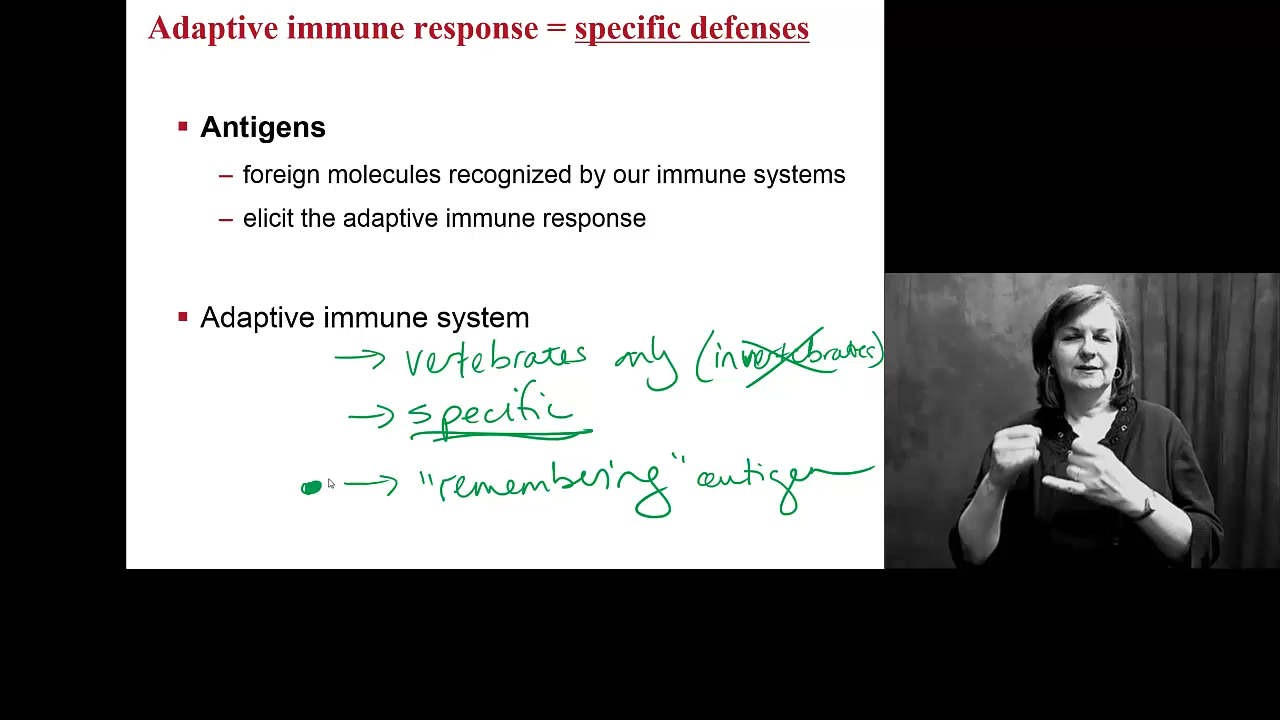 Adaptive immune response = specific defenses
▪ Antigens
– foreign molecules recognized by our immune systems
– elicit the adaptive immune response
▪ Adaptive immune system
→ vertebrates only (invertebrates)
→ specific
→ "remembering" antigen